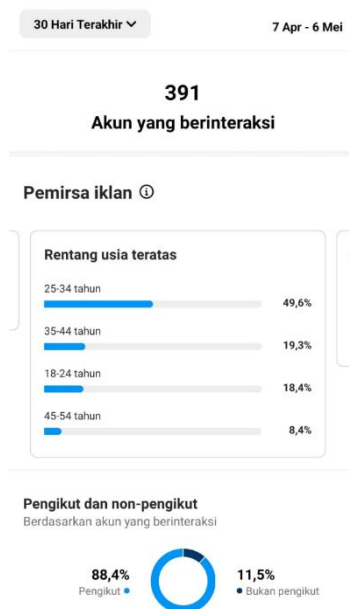 30 Hari Terakhir
7 Apr - 6 Mei
391
Akun yang berinteraksi
Pemirsa iklan
Rentang usia teratas
25-34 tahun
49,6%
35-44 tahun
19,3%
18-24 tahun
18,4%
45-54 tahun
8,4%
Pengikut dan non-pengikut
Berdasarkan akun yang berinteraksi
88,4%
Pengikut
11,5%
Bukan pengikut